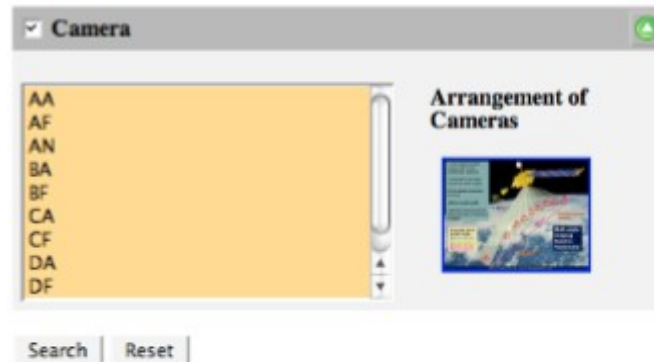 Camera
AA
AF
AN
BA
BF
CA
CF
DA
DF
Arrangement of
Cameras
Search
Reset